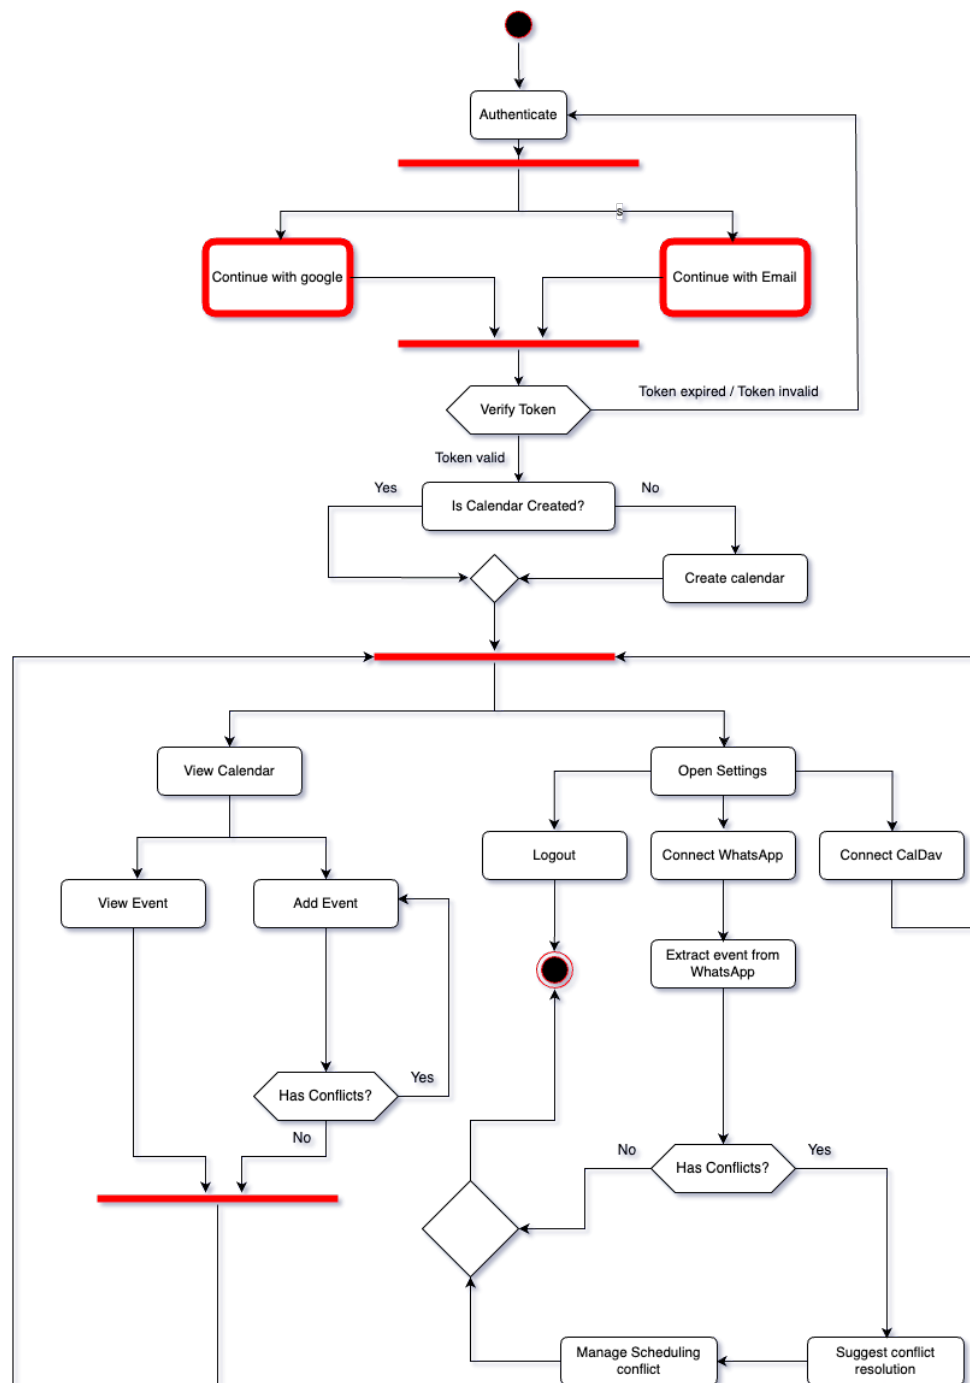 Authenticate
s
Continue with google
Continue with Email
Token expired / Token invalid
Verify Token
Token valid
Yes
No
Is Calendar Created?
Create calendar
View Calendar
Open Settings
Logout
Connect WhatsApp
Connect CalDav
View Event
Add Event
Extract event from
WhatsApp
Yes
Has Conflicts?
No
No
Yes
Has Conflicts?
Manage Scheduling
conflict
Suggest conflict
resolution